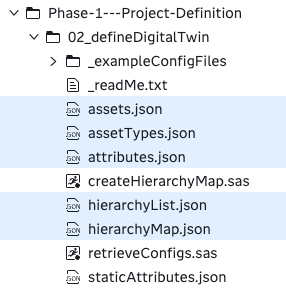 Phase-1---Project-Definition
02_defineDigitalTwin
_exampleConfigFiles
_readMe.txt
assets.json
assetTypes.json
attributes.json
createHierarchyMap.sas
hierarchyList.json
hierarchyMap.json
retrieveConfigs.sas
staticAttributes.json